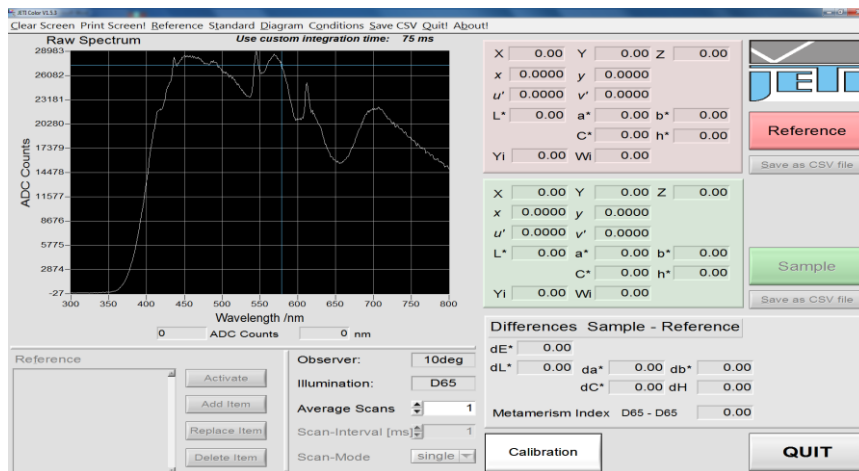 JETI Color V5.3.3
Clear Screen Print Screen! Reference Standard Diagram Conditions Save CSV Quit! About!
Raw Spectrum Use custom integration time: 75 ms
28983
26082
23181
20280
17379
14478
11577
8676
5775
2874
-27
ADC Counts
300 350 400 450 500 550 600 650 700 750 800
Wavelength /nm
0 ADC Counts 0 nm
X 0.00 Y 0.00 Z 0.00
x 0.0000 y 0.0000
u' 0.00 v' 0.00
L* 0.00 a* 0.00 b* 0.00
C* 0.00 h* 0.00
Yi 0.00 Wi 0.00
JETI
Reference
Save as CSV file
X 0.00 Y 0.00 Z 0.00
x 0.0000 y 0.0000
u' 0.00 v' 0.00
L* 0.00 a* 0.00 b* 0.00
C* 0.00 h* 0.00
Yi 0.00 Wi 0.00
Sample
Save as CSV file
Differences Sample - Reference
dE* 0.00
dL* 0.00 da* 0.00 db* 0.00
dC* 0.00 dH 0.00
Metamerism Index D65 - D65 0.00
Reference
Activate
Add Item
Replace Item
Delete Item
Observer: 10deg
Illumination: D65
Average Scans 1
Scan-Interval [ms] 1
Scan-Mode single
Calibration
QUIT